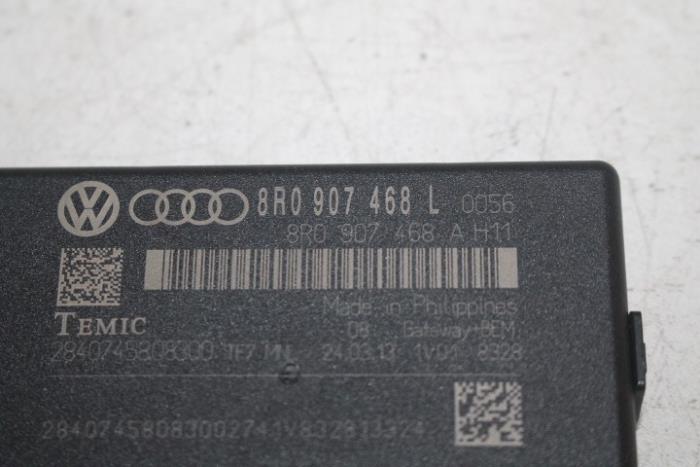 8R0 907 468 L 0056
8R0 907 468 A H11
Made in Philippines
TEMIC 08 Gateway+BEM
2840745808300 24.03.13 1V01 8328
28407458083002741V832813324